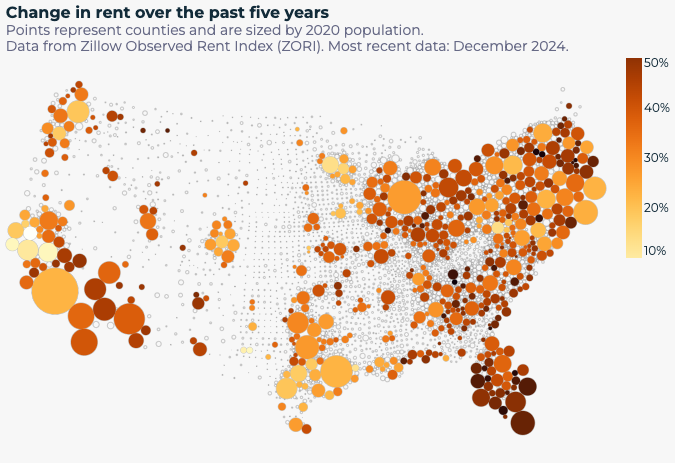 Change in rent over the past five years
Points represent counties and are sized by 2020 population.
Data from Zillow Observed Rent Index (ZORI). Most recent data: December 2024.
50%
40%
30%
20%
10%